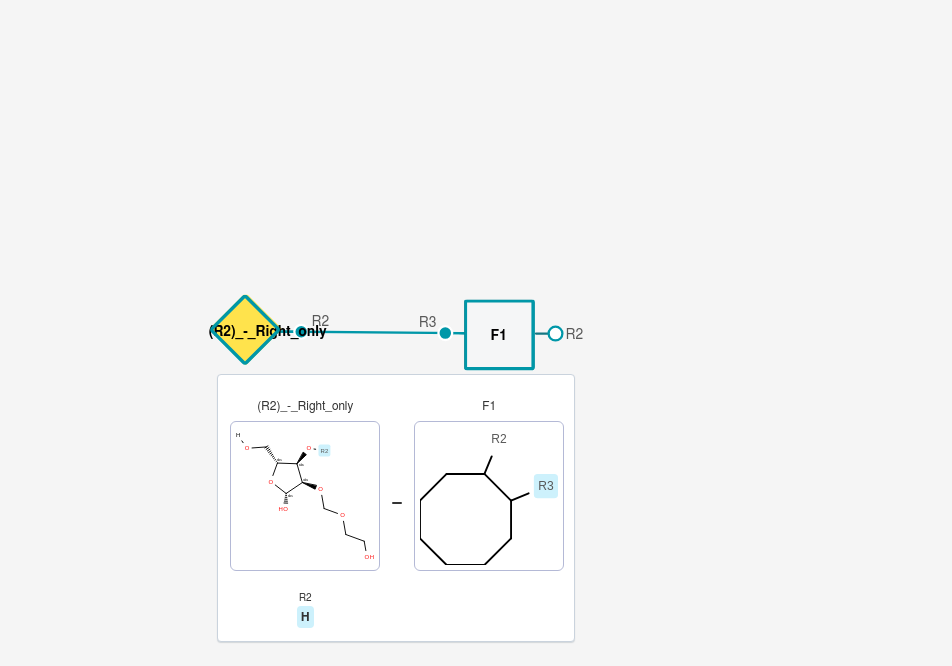 R2
(R2)_-_Right_only
R3
F1
R2
(R2)_-_Right_only
F1
H
O
O
R2
O
O
HO
O
OH
R2
R3
R2
H